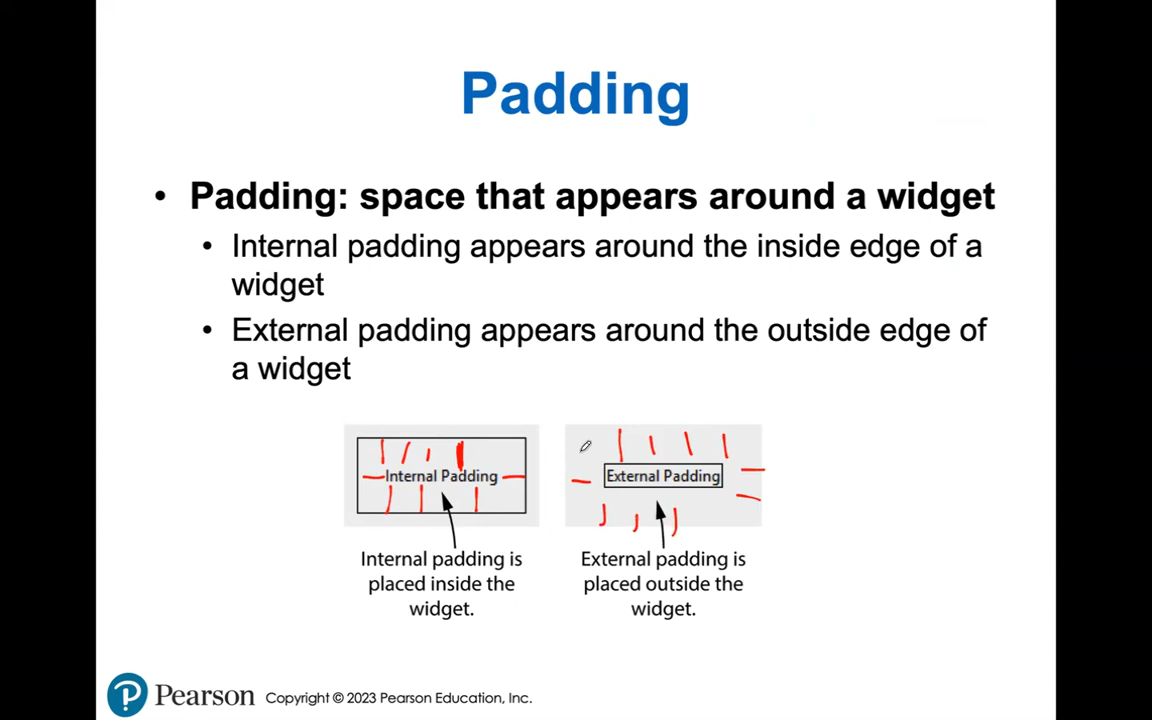 Padding
• Padding: space that appears around a widget
• Internal padding appears around the inside edge of a
widget
• External padding appears around the outside edge of
a widget
Internal Padding
External Padding
Internal padding is
placed inside the
widget.
External padding is
placed outside the
widget.
Pearson
Copyright © 2023 Pearson Education, Inc.